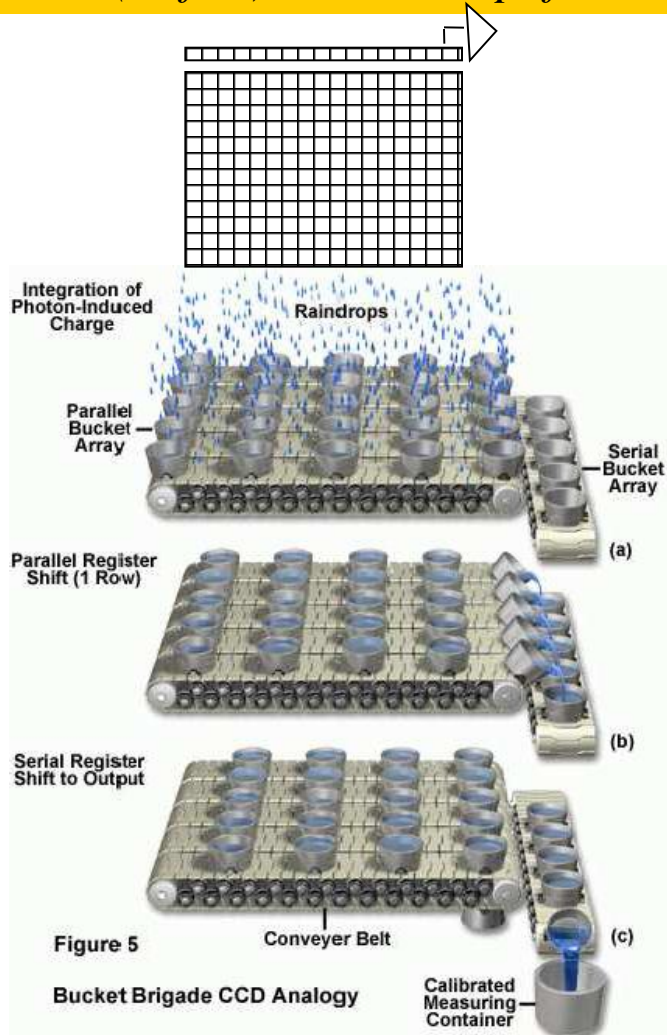 Integration of
Photon-Induced
Charge
Raindrops
Parallel
Bucket
Array
Serial
Bucket
Array
(a)
Parallel Register
Shift (1 Row)
(b)
Serial Register
Shift to Output
(c)
Conveyer Belt
Figure 5
Bucket Brigade CCD Analogy
Calibrated
Measuring
Container